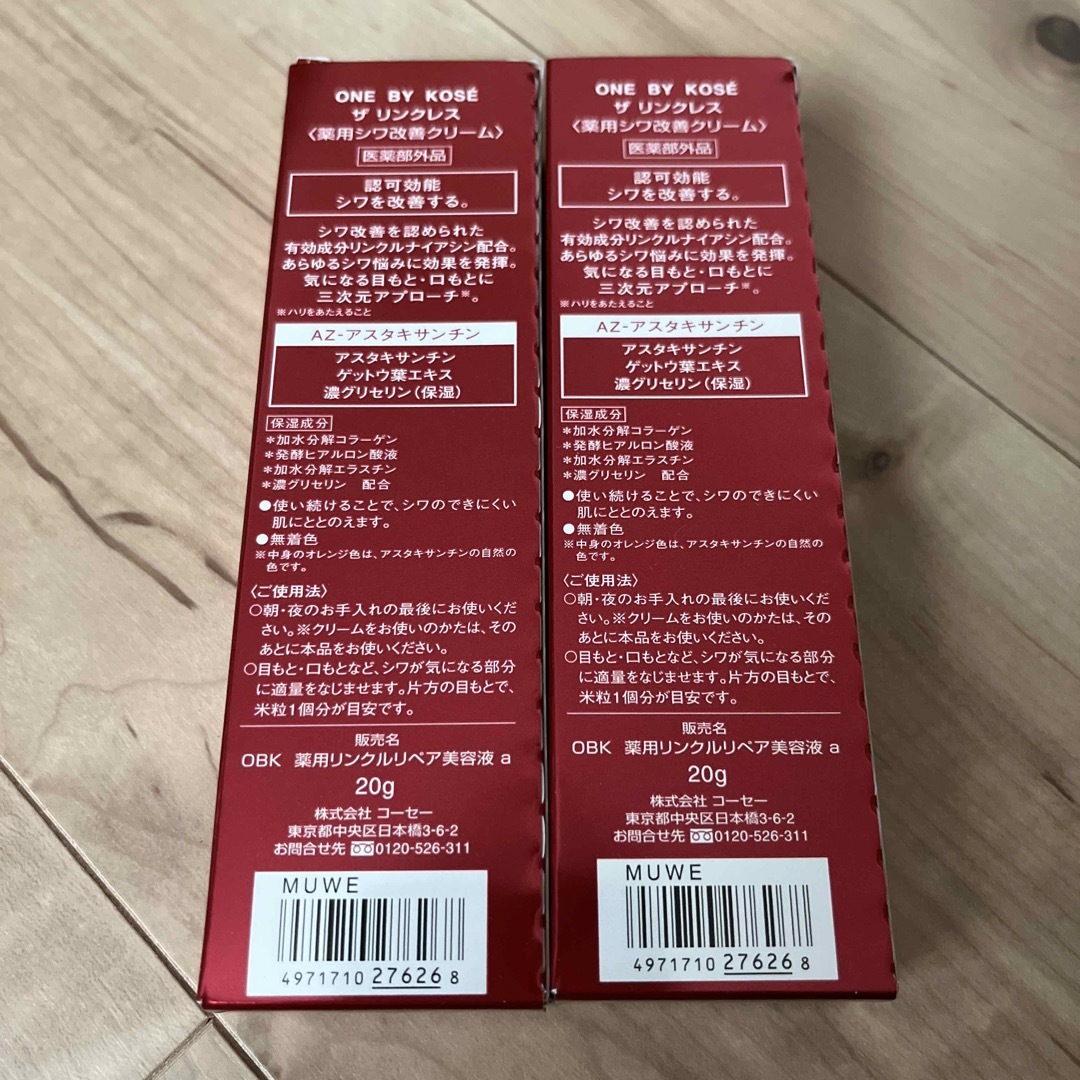 ONE BY KOSÉ
ザ リンクレス
〈薬用シワ改善クリーム〉
医薬部外品
認可効能
シワを改善する。
シワ改善を認められた
有効成分リンクルナイアシン配合。
あらゆるシワ悩みに効果を発揮。
気になる目もと・口もとに
三次元アプローチ※。
※ハリをあたえること
AZ-アスタキサンチン
アスタキサンチン
ゲットウ葉エキス
濃グリセリン(保湿)
保湿成分
*加水分解コラーゲン
*発酵ヒアルロン酸液
*加水分解エラスチン
*濃グリセリン 配合
●使い続けることで、シワのできにくい
肌にととのえます。
●無着色
※中身のオレンジ色は、アスタキサンチンの自然の
色です。
〈ご使用法〉
○朝・夜のお手入れの最後にお使いくだ
さい。※クリームをお使いのかたは、その
あとに本品をお使いください。
○目もと・口もとなど、シワが気になる部分
に適量をなじませます。片方の目もとで、
米粒1個分が目安です。
販売名
OBK 薬用リンクルリペア美容液 a
20g
株式会社 コーセー
東京都中央区日本橋3-6-2
お問合せ先 0120-526-311
MUWE
4971710 27626 8
ONE BY KOSÉ
ザ リンクレス
〈薬用シワ改善クリーム〉
医薬部外品
認可効能
シワを改善する。
シワ改善を認められた
有効成分リンクルナイアシン配合。
あらゆるシワ悩みに効果を発揮。
気になる目もと・口もとに
三次元アプローチ※。
※ハリをあたえること
AZ-アスタキサンチン
アスタキサンチン
ゲットウ葉エキス
濃グリセリン(保湿)
保湿成分
*加水分解コラーゲン
*発酵ヒアルロン酸液
*加水分解エラスチン
*濃グリセリン 配合
●使い続けることで、シワのできにくい
肌にととのえます。
●無着色
※中身のオレンジ色は、アスタキサンチンの自然の
色です。
〈ご使用法〉
○朝・夜のお手入れの最後にお使いくだ
さい。※クリームをお使いのかたは、その
あとに本品をお使いください。
○目もと・口もとなど、シワが気になる部分
に適量をなじませます。片方の目もとで、
米粒1個分が目安です。
販売名
OBK 薬用リンクルリペア美容液 a
20g
株式会社 コーセー
東京都中央区日本橋3-6-2
お問合せ先 0120-526-311
MUWE
4971710 27626 8